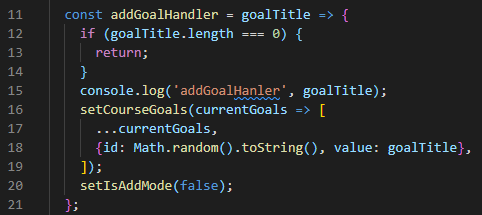 11 const addGoalHandler = goalTitle => {
12 if (goalTitle.length === 0) {
13 return;
14 }
15 console.log('addGoalHanler', goalTitle);
16 setCourseGoals(currentGoals => [
17 ...currentGoals,
18 {id: Math.random().toString(), value: goalTitle},
19 ]);
20 setIsAddMode(false);
21 };